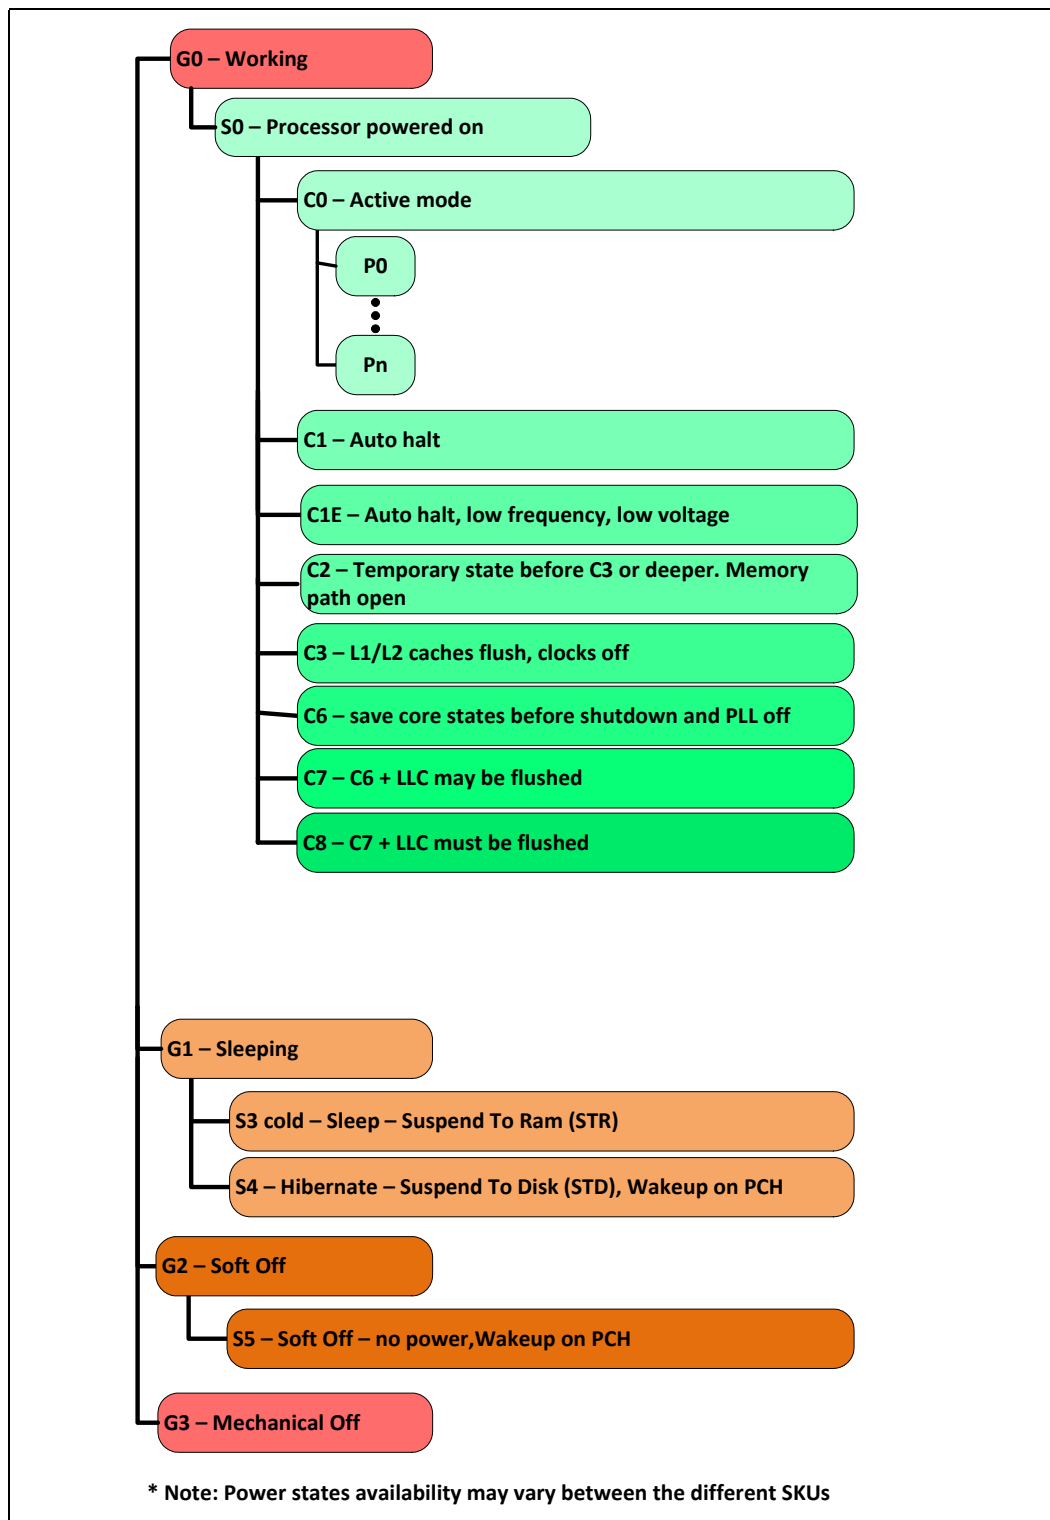 G0 – Working
S0 – Processor powered on
C0 – Active mode
P0
Pn
C1 – Auto halt
C1E – Auto halt, low frequency, low voltage
C2 – Temporary state before C3 or deeper. Memory
path open
C3 – L1/L2 caches flush, clocks off
C6 – save core states before shutdown and PLL off
C7 – C6 + LLC may be flushed
C8 – C7 + LLC must be flushed
G1 – Sleeping
S3 cold – Sleep – Suspend To Ram (STR)
S4 – Hibernate – Suspend To Disk (STD), Wakeup on PCH
G2 – Soft Off
S5 – Soft Off – no power,Wakeup on PCH
G3 – Mechanical Off
* Note: Power states availability may vary between the different SKUs